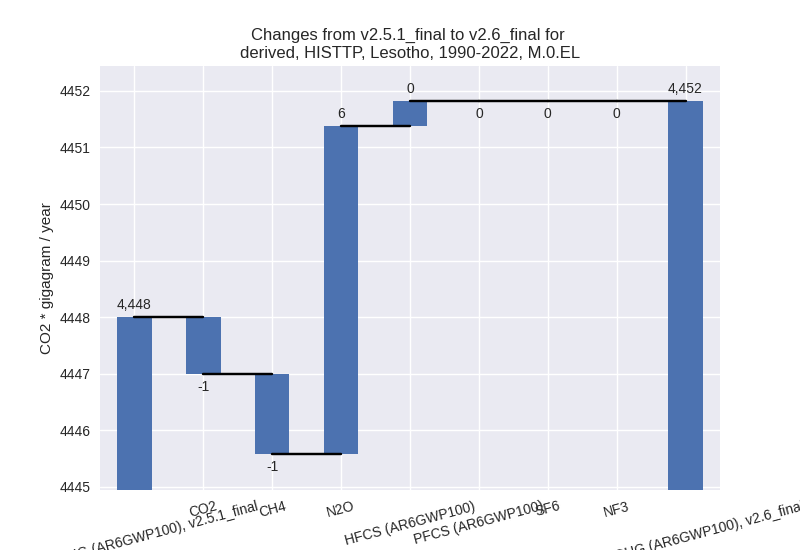 Changes from v2.5.1_final to v2.6_final for
derived, HISTTP, Lesotho, 1990-2022, M.0.EL
CO2 * gigagram / year
4452
4451
4450
4449
4448
4447
4446
4445
4,448
-1
-1
6
0
0
0
0
4,452
(AR6GWP100), v2.5.1_final
CO2
CH4
N2O
HFCS (AR6GWP100)
PFCS (AR6GWP100)
SF6
NF3
(AR6GWP100), v2.6_final